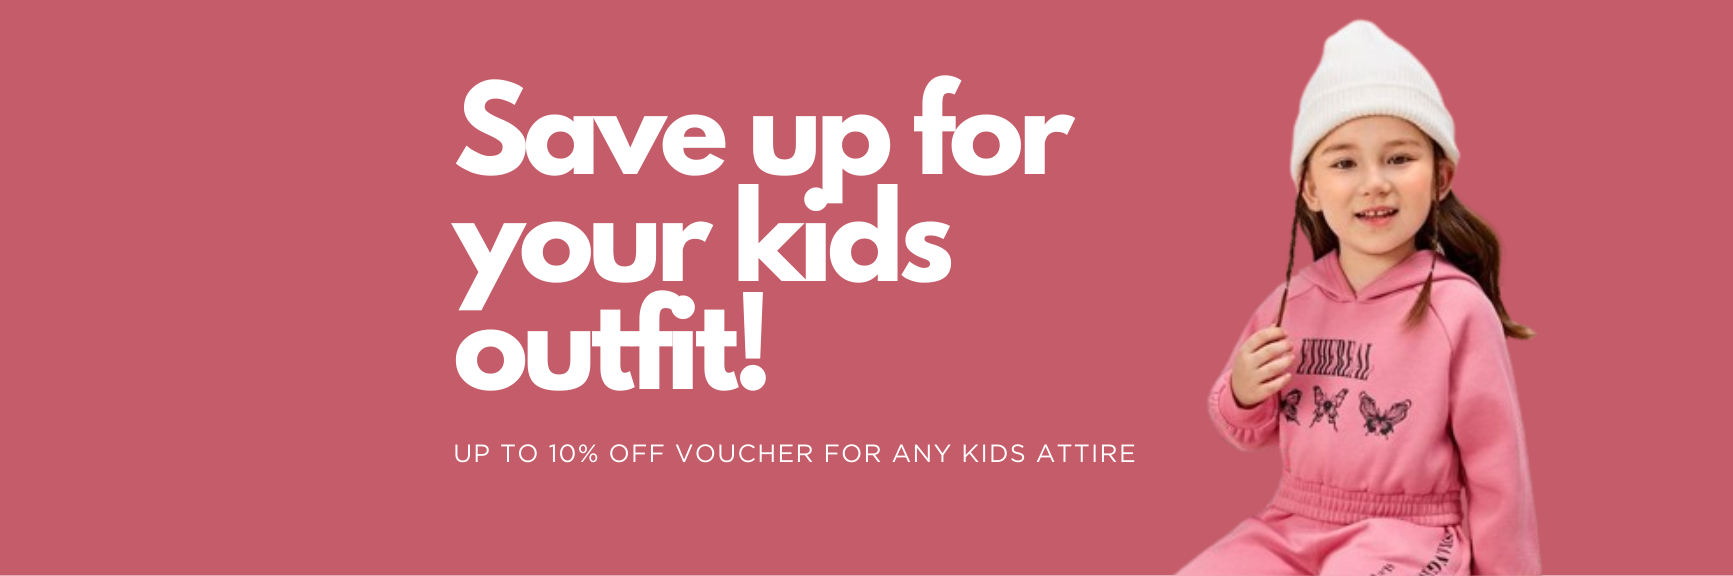 Save up for
your kids
outfit!
UP TO 10% OFF VOUCHER FOR ANY KIDS ATTIRE
ETHEREAL